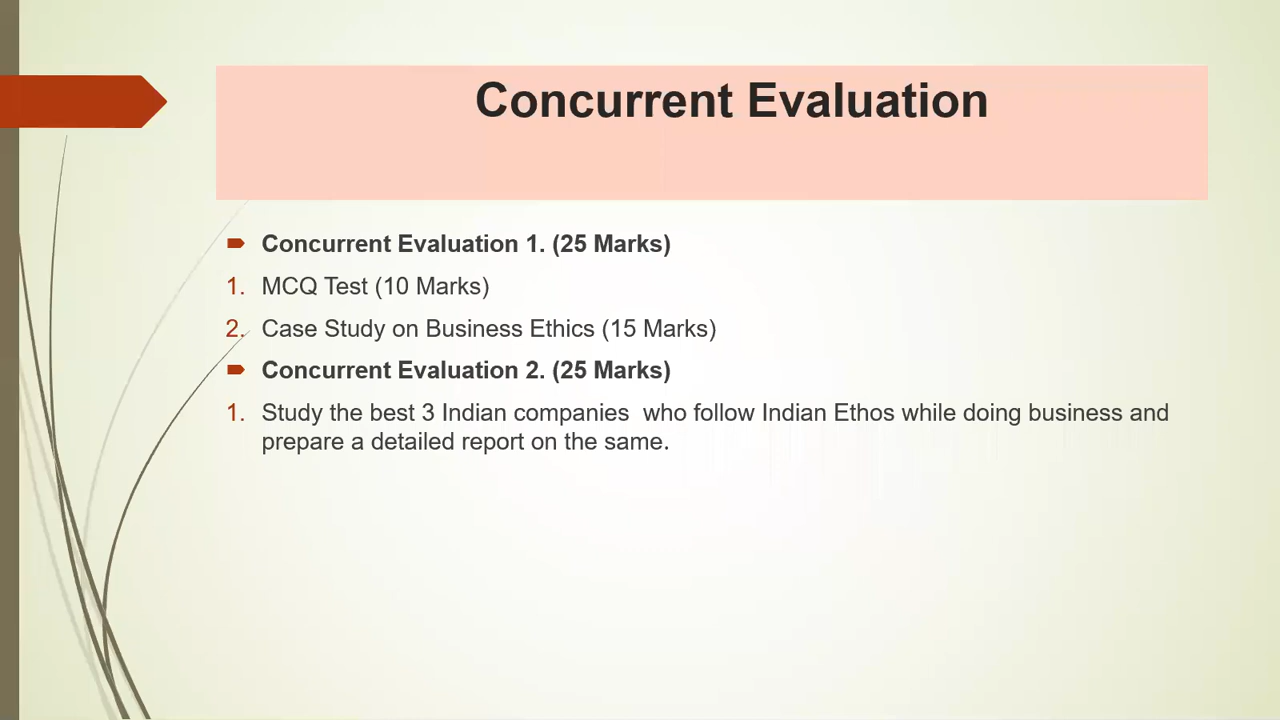 Concurrent Evaluation
Concurrent Evaluation 1. (25 Marks)
1. MCQ Test (10 Marks)
2. Case Study on Business Ethics (15 Marks)
Concurrent Evaluation 2. (25 Marks)
1. Study the best 3 Indian companies  who follow Indian Ethos while doing business and
prepare a detailed report on the same.